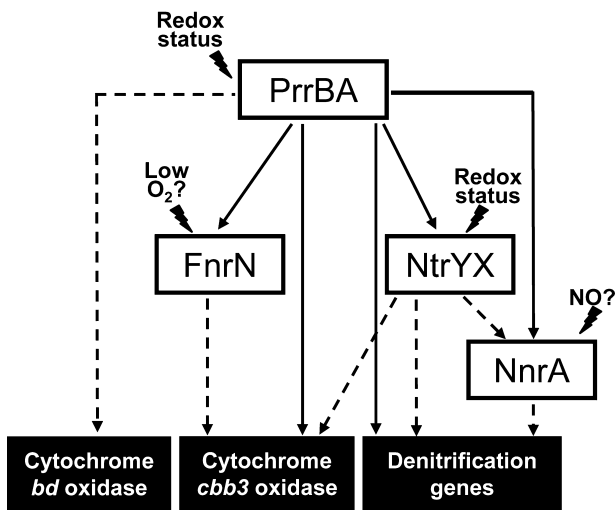 Redox
status
PrrBA
Low
O₂?
Redox
status
FnrN
NtrYX
NO?
NnrA
Cytochrome
bd oxidase
Cytochrome
cbb3 oxidase
Denitrification
genes